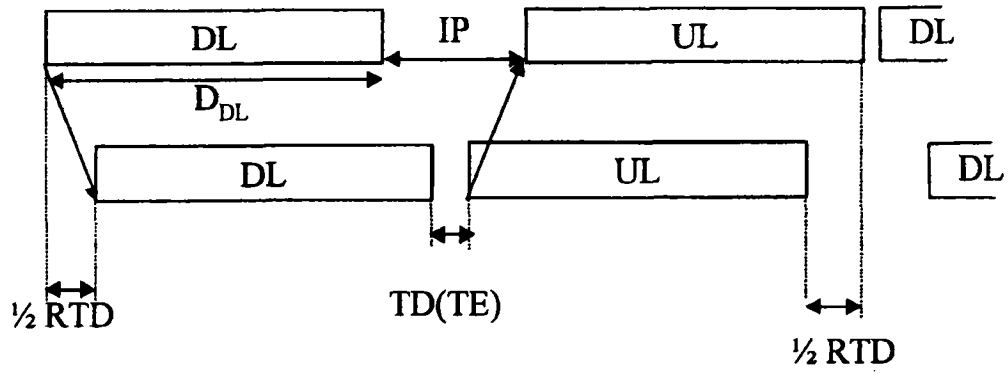 DL IP UL DL
D_DL
DL UL DL
½ RTD TD(TE)
½ RTD